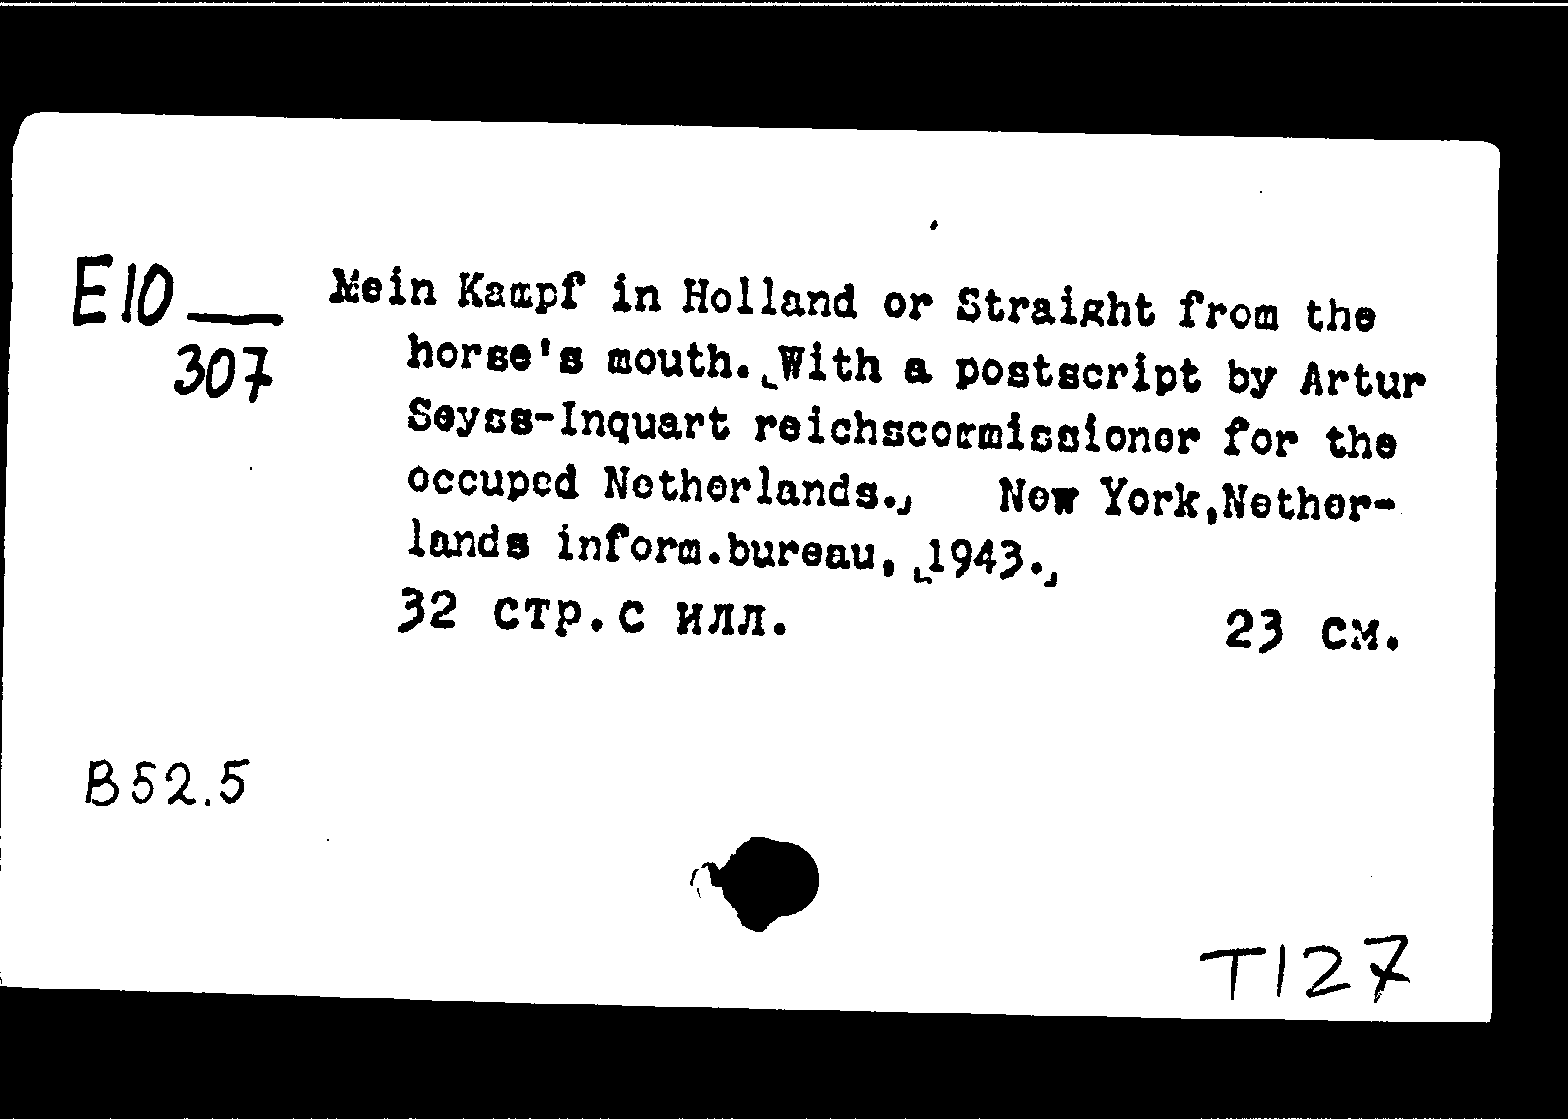 E10
307
Mein Kampf in Holland or Straight from the
horse's mouth.[With a postscript by Artur
Seyss-Inquart reichscommissioner for the
occuped Netherlands.] New York,Nether-
lands inform.bureau,[1943.]
32 стр.с илл. 23 см.
B52.5
T127